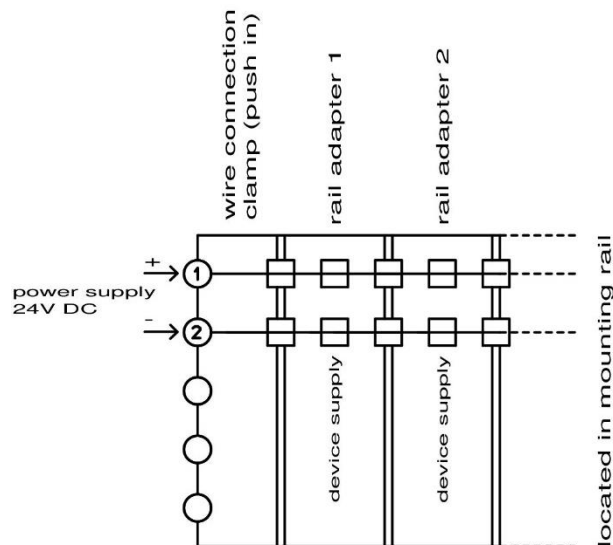 wire connection
clamp (push in)
rail adapter 1
rail adapter 2
+
1
power supply
24V DC
-
2
device supply
device supply
located in mounting rail